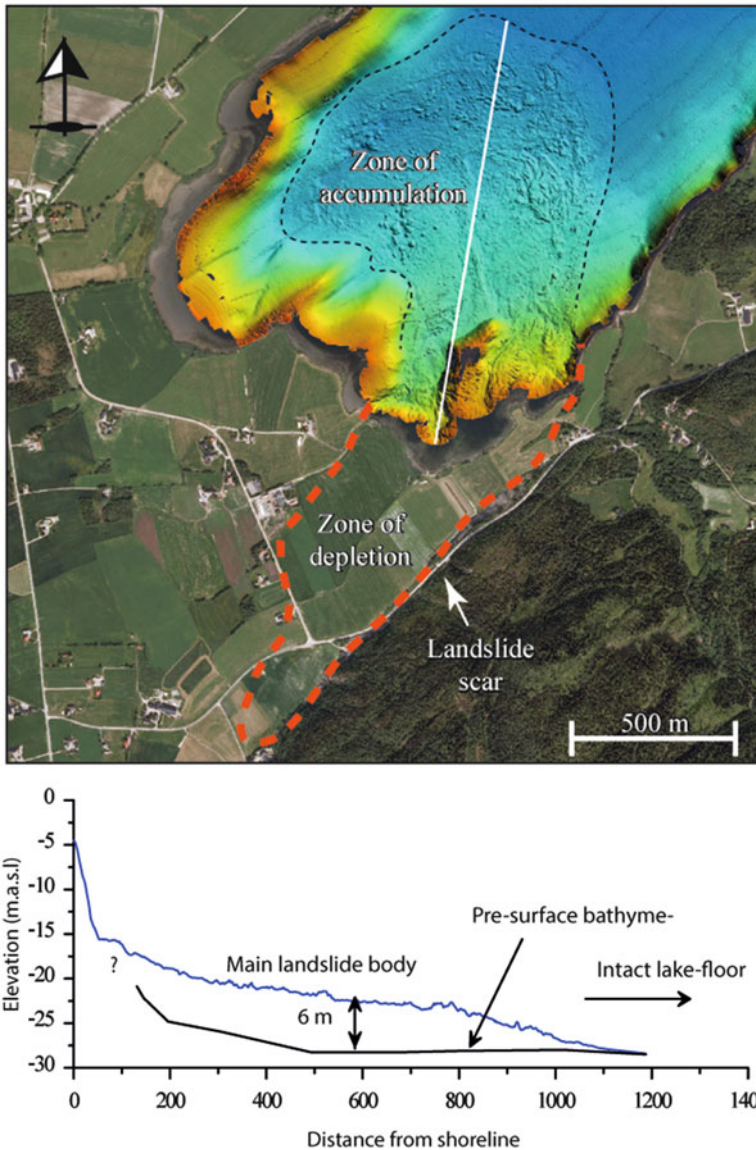 Zone of
accumulation
Zone of
depletion
Landslide
scar
500 m
0
-5
-10
-15
-20
-25
-30
Elevation (m.a.s.l)
Pre-surface bathyme-
Main landslide body
Intact lake-floor
?
6 m
0
200
400
600
800
1000
1200
140
Distance from shoreline